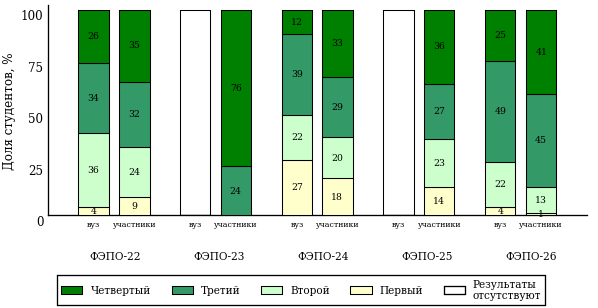 Доля студентов, %
100
75
50
25
0
26 35 76 12 33 36 25 41
34 32 24 39 29 27 49 45
36 24 22 20 23 22 13
4 9 27 18 14 4 1
вуз участники вуз участники вуз участники вуз участники вуз участники
ФЭПО-22 ФЭПО-23 ФЭПО-24 ФЭПО-25 ФЭПО-26
Четвертый Третий Второй Первый Результаты
отсутствуют